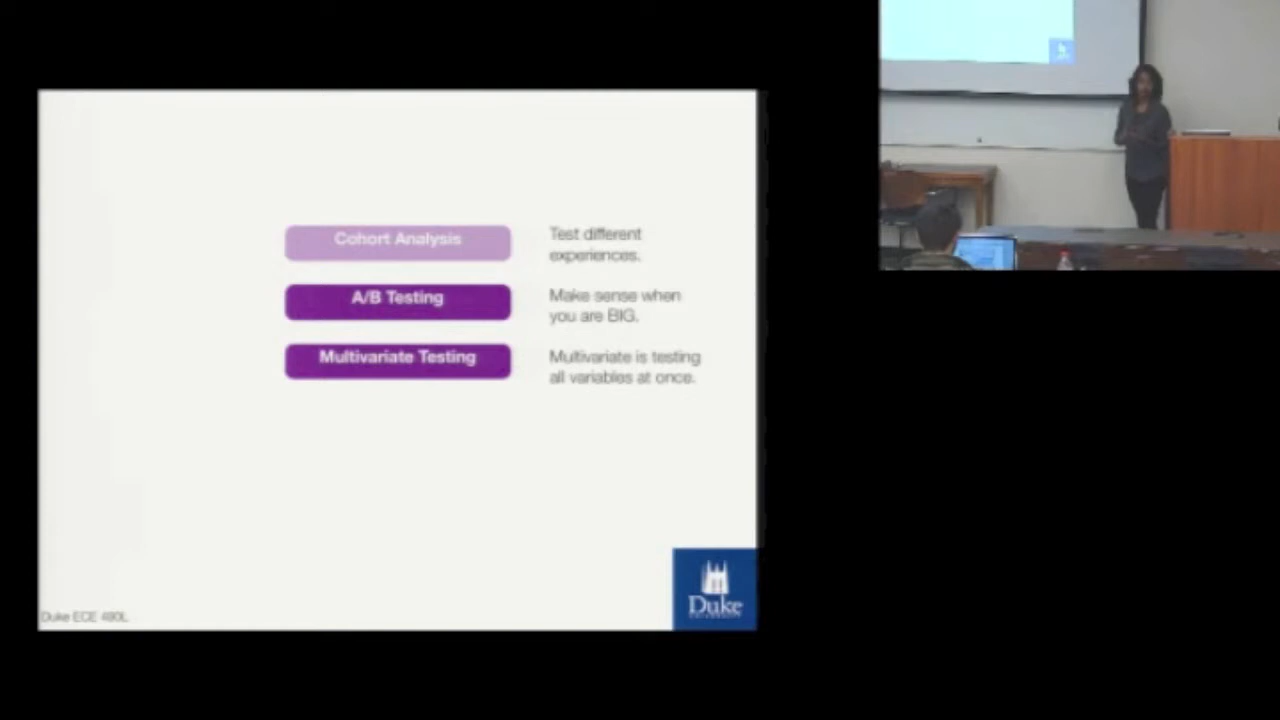 Cohort Analysis
Test different
experiences.
A/B Testing
Make sense when
you are BIG.
Multivariate Testing
Multivariate is testing
all variables at once.
Duke
UNIVERSITY
Duke ECE 490L